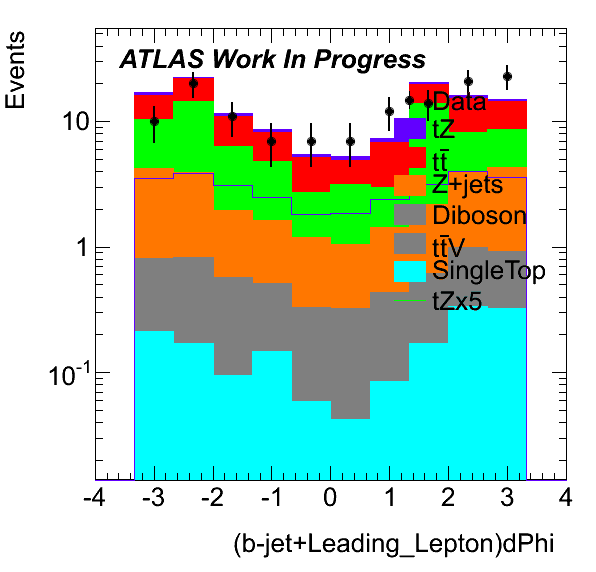 Events
ATLAS Work In Progress
10
1
10⁻¹
Data
tZ
tt̄
Z+jets
Diboson
tt̄V
SingleTop
tZx5
-4 -3 -2 -1 0 1 2 3 4
(b-jet+Leading_Lepton)dPhi